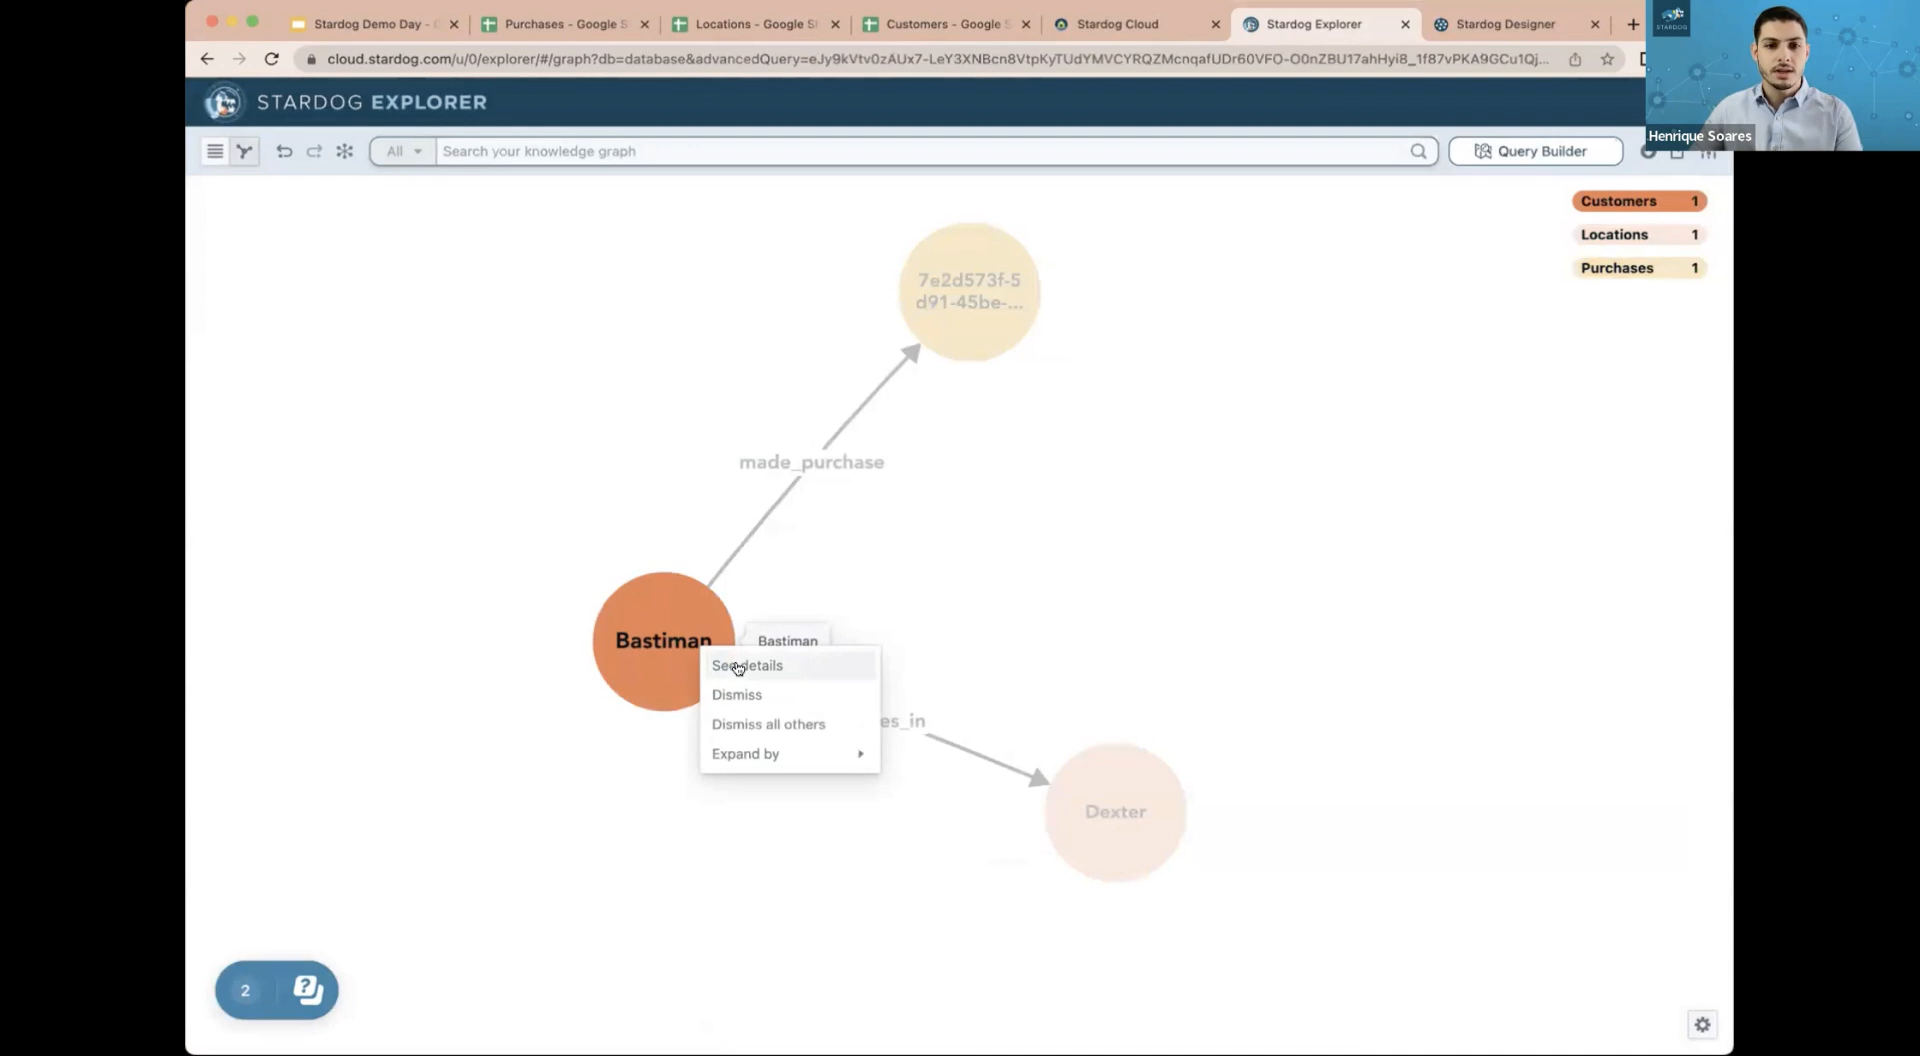 Stardog Demo Day -
Purchases - Google S
Locations - Google Sh
Customers - Google S
Stardog Cloud
Stardog Explorer
Stardog Designer
STARDOG
cloud.stardog.com/u/0/explorer/#/graph?db=database&advancedQuery=eJy9kVtv0zAUx7-LeY3XNBcn8VtpKyTUdYMVCYRQZMcnqafUDr60VFO-O0nZBU17ahHyi8_1f87vPKA9GCu1Qj...
STARDOG EXPLORER
Henrique Soares
All
Search your knowledge graph
Query Builder
Customers 1
Locations 1
Purchases 1
7e2d573f-5
d91-45be-...
made_purchase
Bastiman
Bastiman
See details
Dismiss
Dismiss all others
Expand by
es_in
Dexter
2